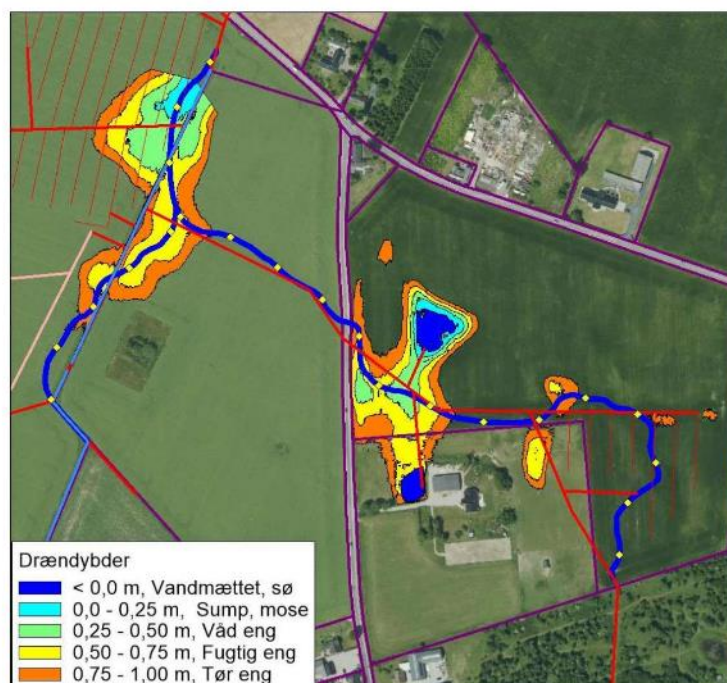 Drændybder
< 0,0 m, Vandmættet, sø
0,0 - 0,25 m, Sump, mose
0,25 - 0,50 m, Våd eng
0,50 - 0,75 m, Fugtig eng
0,75 - 1,00 m, Tør eng